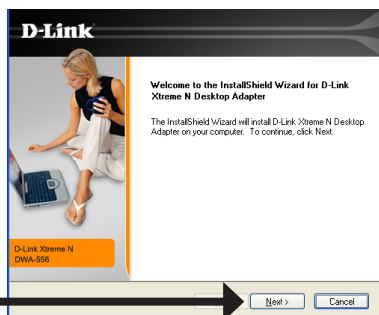 D-Link
Welcome to the InstallShield Wizard for D-Link
Xtreme N Desktop Adapter
The InstallShield Wizard will install D-Link Xtreme N Desktop
Adapter on your computer. To continue, click Next.
D-Link Xtreme N
DWA-556
Next >
Cancel